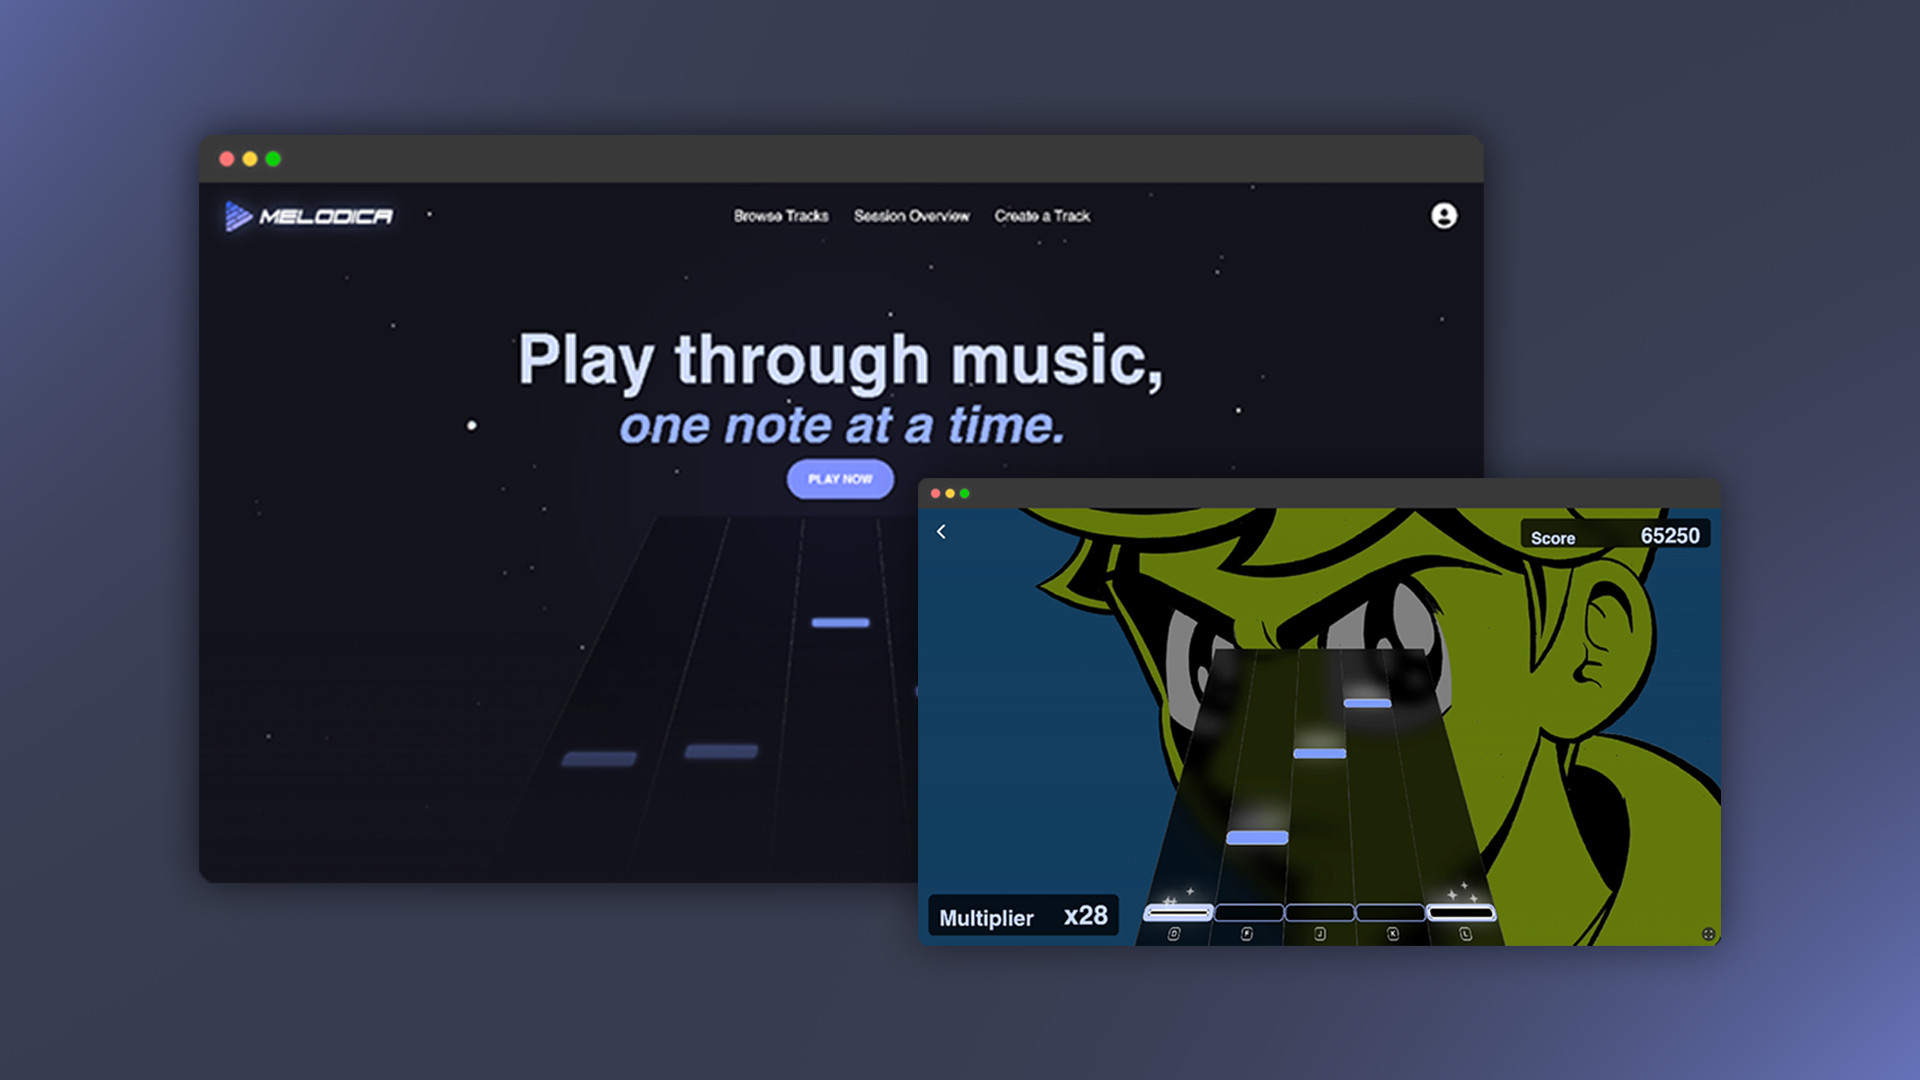 MELODICA
Browse Tracks
Session Overview
Create a Track
Play through music,
one note at a time.
PLAY NOW
Score 65250
Multiplier x28
D F J K L